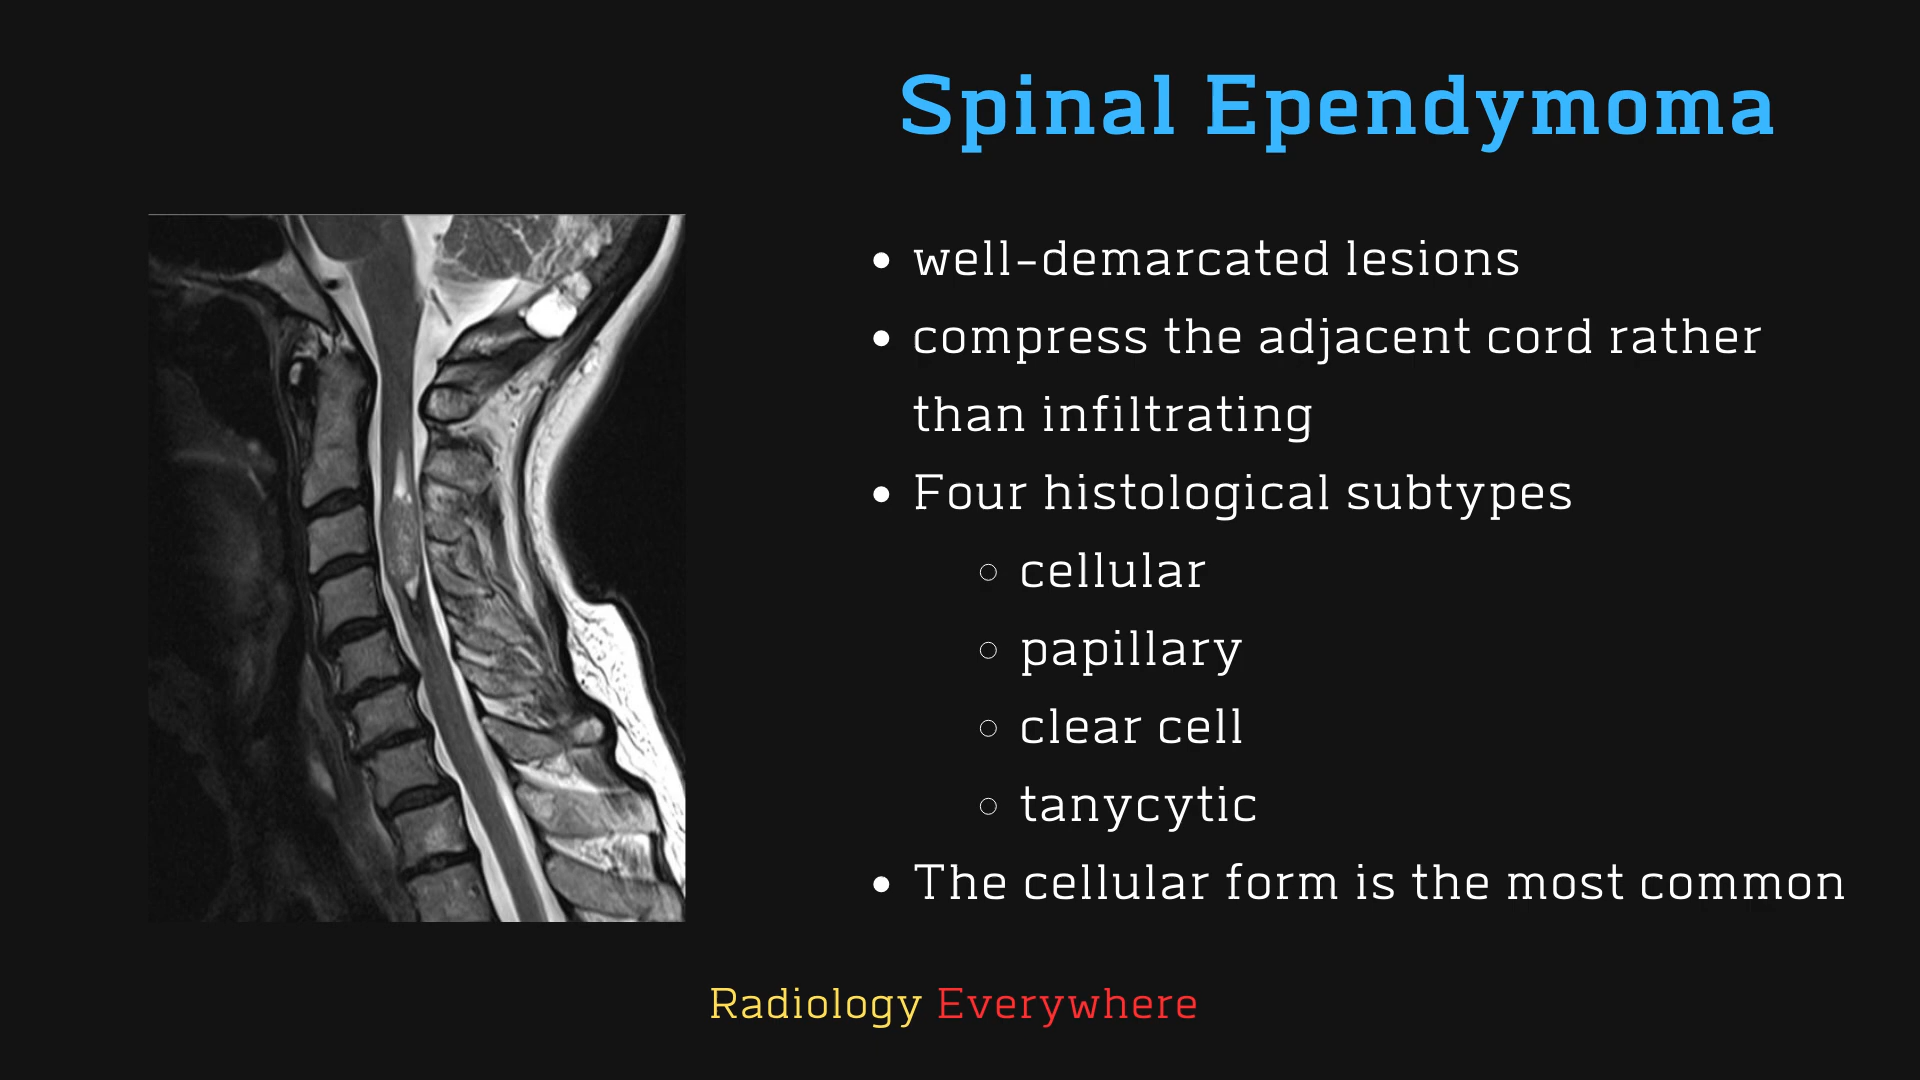 Spinal Ependymoma
• well-demarcated lesions
• compress the adjacent cord rather
than infiltrating
• Four histological subtypes
○ cellular
○ papillary
○ clear cell
○ tanycytic
• The cellular form is the most common
Radiology Everywhere